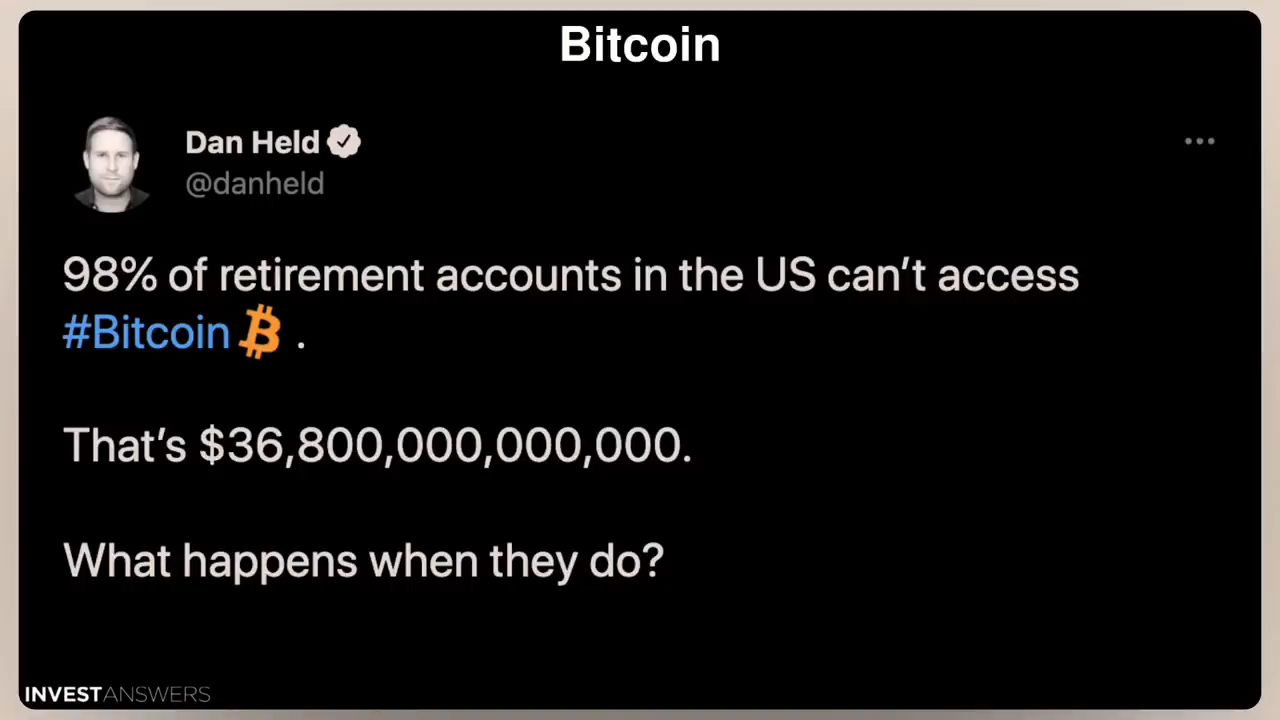 Bitcoin
Dan Held
@danheld
98% of retirement accounts in the US can’t access
#Bitcoin .
That’s $36,800,000,000,000.
What happens when they do?
INVESTANSWERS